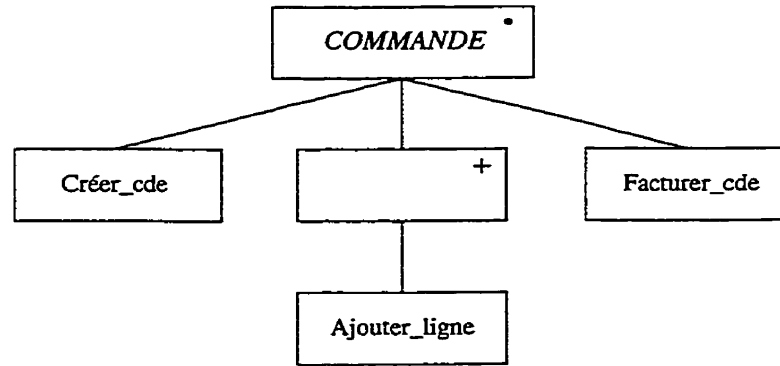 COMMANDE •
Créer_cde
+
Facturer_cde
Ajouter_ligne